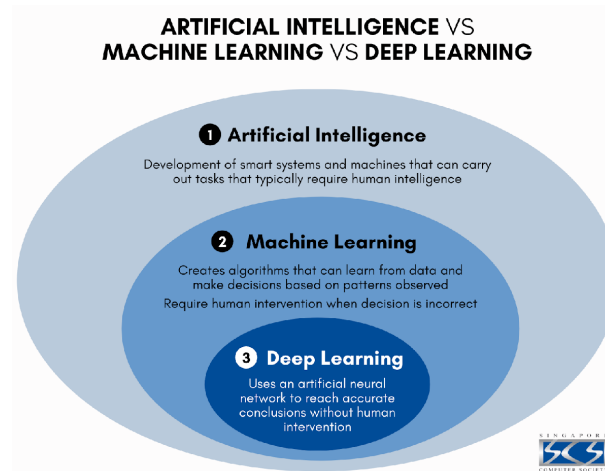 ARTIFICIAL INTELLIGENCE VS
MACHINE LEARNING VS DEEP LEARNING
1 Artificial Intelligence
Development of smart systems and machines that can carry
out tasks that typically require human intelligence
2 Machine Learning
Creates algorithms that can learn from data and
make decisions based on patterns observed
Require human intervention when decision is incorrect
3 Deep Learning
Uses an artificial neural
network to reach accurate
conclusions without human
intervention
SINGAPORE
SCS
COMPUTER SOCIETY